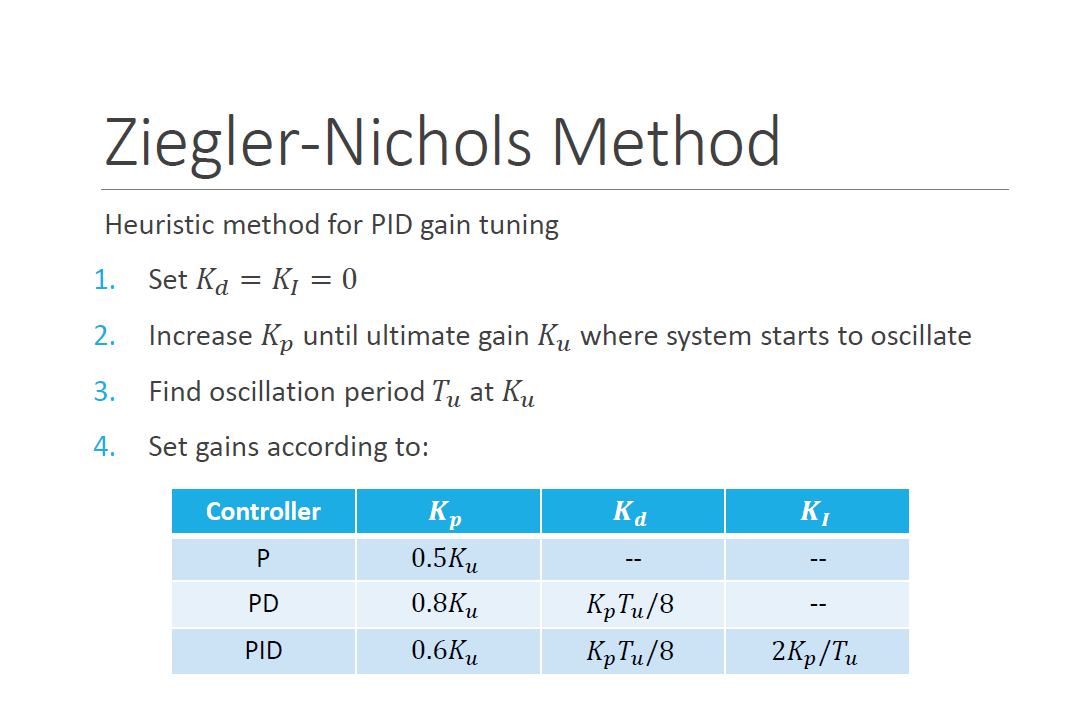 Ziegler-Nichols Method
Heuristic method for PID gain tuning
1. Set K_d = K_I = 0
2. Increase K_p until ultimate gain K_u where system starts to oscillate
3. Find oscillation period T_u at K_u
4. Set gains according to:
Controller K_p K_d K_I
P 0.5K_u -- --
PD 0.8K_u K_pT_u/8 --
PID 0.6K_u K_pT_u/8 2K_p/T_u